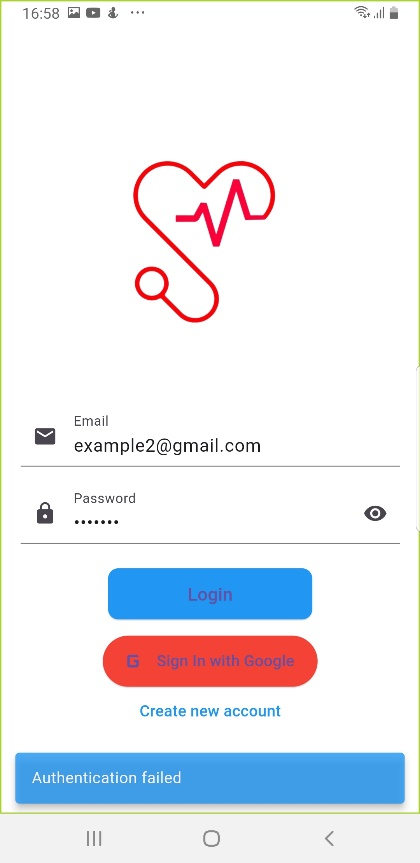 16:58
Email
example2@gmail.com
Password
•••••••
Login
G Sign In with Google
Create new account
Authentication failed